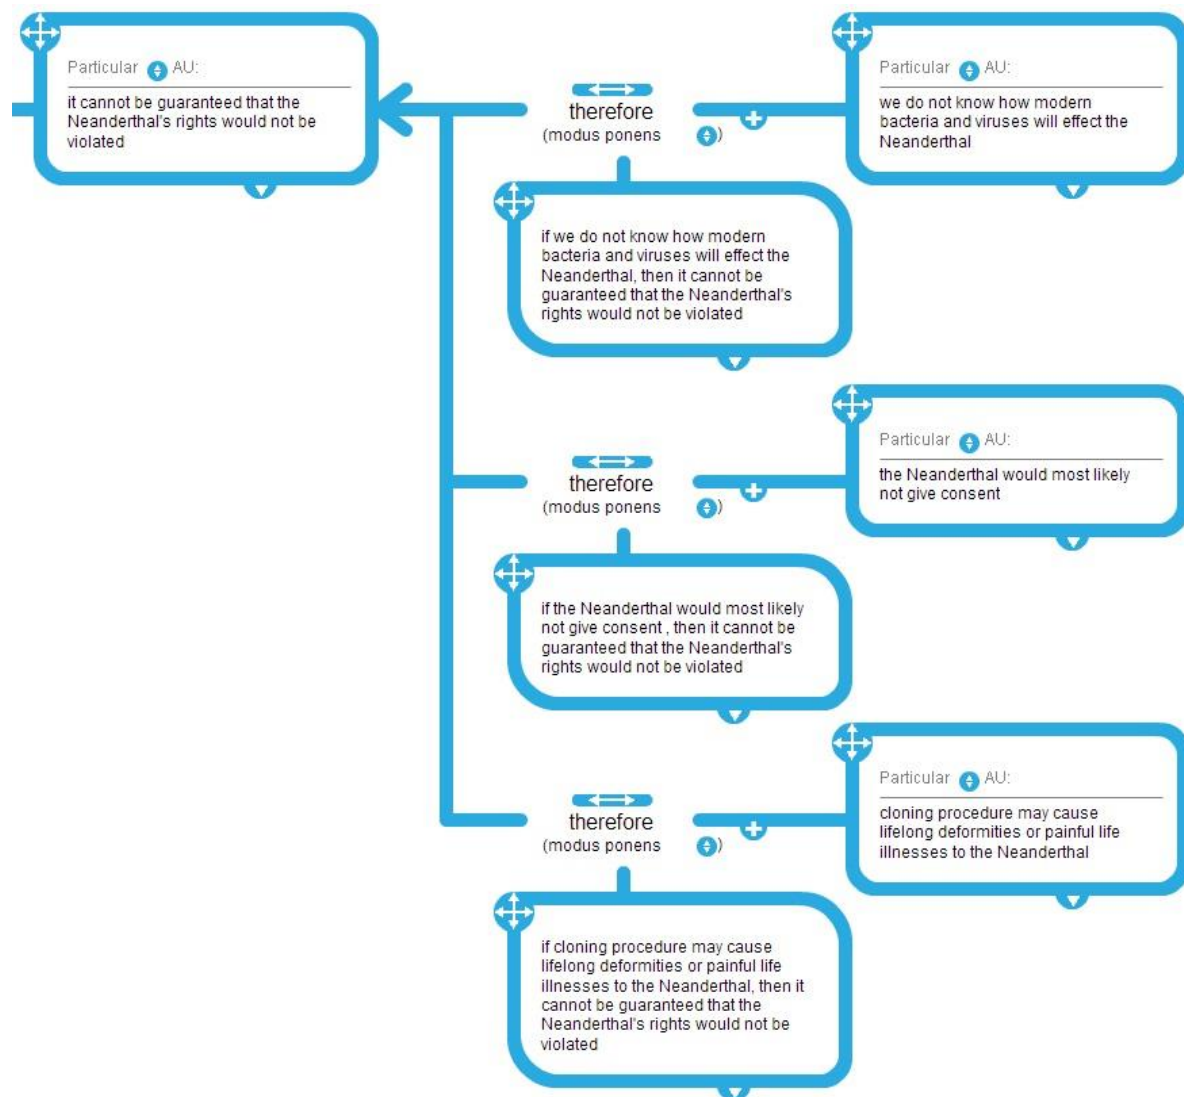 Particular AU:
it cannot be guaranteed that the
Neanderthal's rights would not be
violated
therefore
(modus ponens )
Particular AU:
we do not know how modern
bacteria and viruses will effect the
Neanderthal
if we do not know how modern
bacteria and viruses will effect the
Neanderthal, then it cannot be
guaranteed that the Neanderthal's
rights would not be violated
therefore
(modus ponens )
Particular AU:
the Neanderthal would most likely
not give consent
if the Neanderthal would most likely
not give consent , then it cannot be
guaranteed that the Neanderthal's
rights would not be violated
therefore
(modus ponens )
Particular AU:
cloning procedure may cause
lifelong deformities or painful life
illnesses to the Neanderthal
if cloning procedure may cause
lifelong deformities or painful life
illnesses to the Neanderthal, then it
cannot be guaranteed that the
Neanderthal's rights would not be
violated